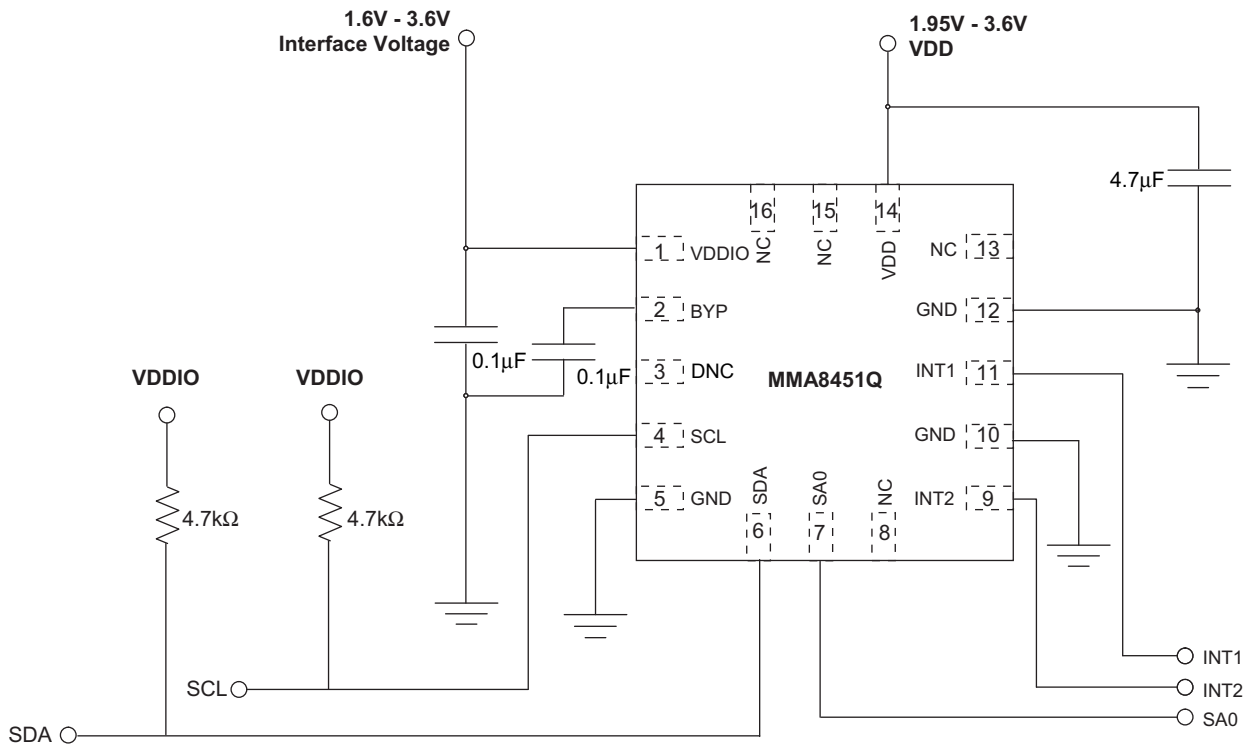 1.6V - 3.6V
Interface Voltage
1.95V - 3.6V
VDD
4.7μF
16
NC
15
NC
14
VDD
1
VDDIO
2
BYP
3
DNC
4
SCL
5
GND
NC
13
GND
12
INT1
11
GND
10
INT2
9
MMA8451Q
SDA
6
SA0
7
NC
8
0.1μF
0.1μF
VDDIO
VDDIO
4.7kΩ
4.7kΩ
SCL
SDA
INT1
INT2
SA0